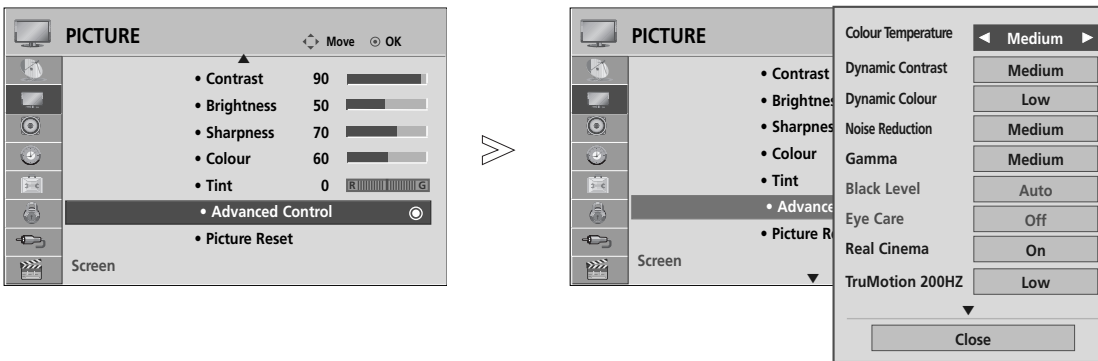 PICTURE
Move
OK
• Contrast 90
• Brightness 50
• Sharpness 70
• Colour 60
• Tint 0 R G
• Advanced Control
• Picture Reset
Screen
PICTURE
• Contrast
• Brightnes
• Sharpnes
• Colour
• Tint
• Advance
• Picture R
Screen
Colour Temperature Medium
Dynamic Contrast Medium
Dynamic Colour Low
Noise Reduction Medium
Gamma Medium
Black Level Auto
Eye Care Off
Real Cinema On
TruMotion 200HZ Low
Close